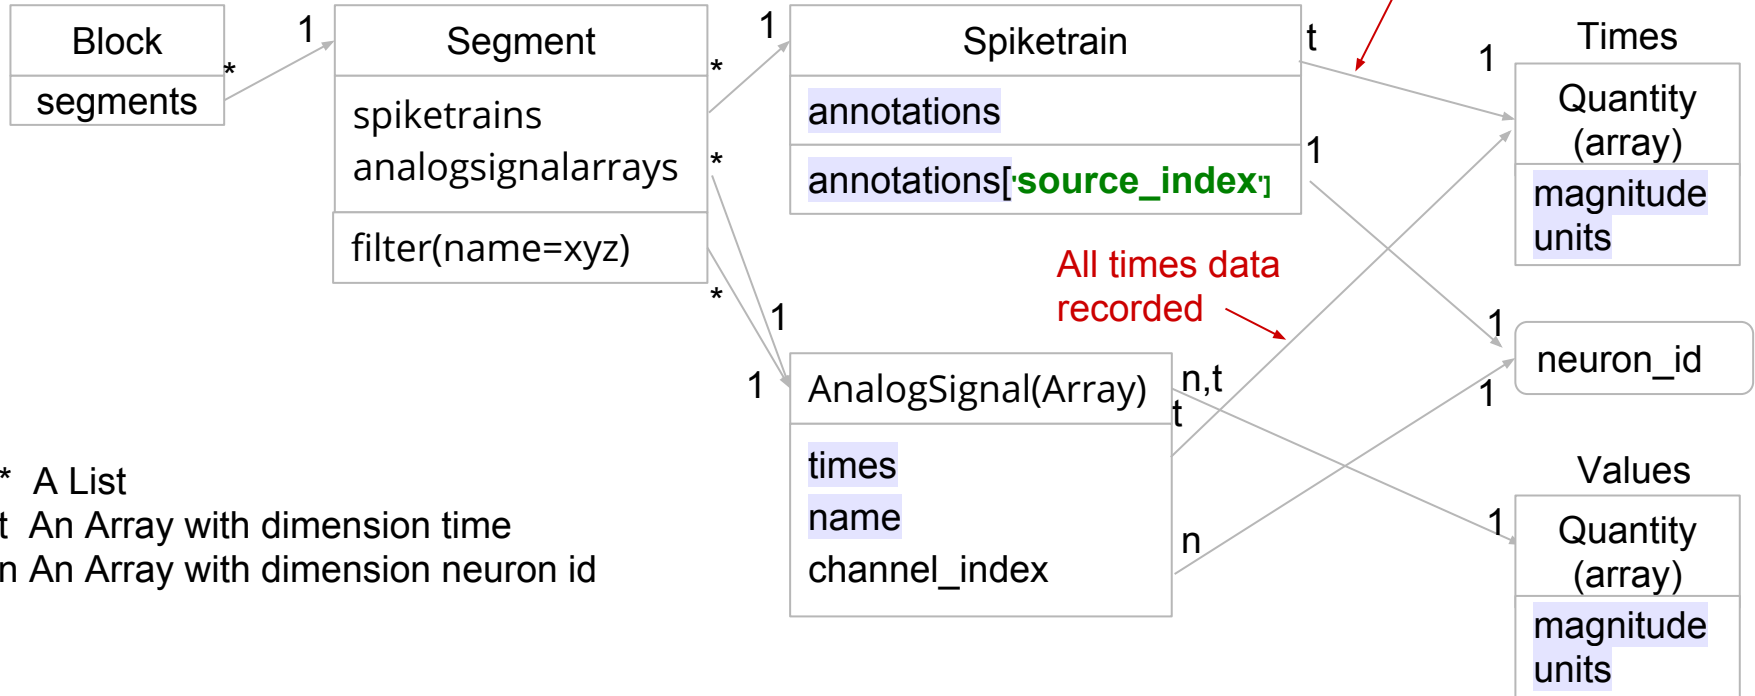 Block
segments
*
1
Segment
spiketrains
analogsignalarrays
filter(name=xyz)
*
*
*
1
1
1
Spiketrain
annotations
annotations['source_index']
t
1
1
Times
Quantity
(array)
magnitude
units
All times data
recorded
1
neuron_id
1
AnalogSignal(Array)
times
name
channel_index
n,t
t
n
Values
1
Quantity
(array)
magnitude
units
* A List
t An Array with dimension time
n An Array with dimension neuron id